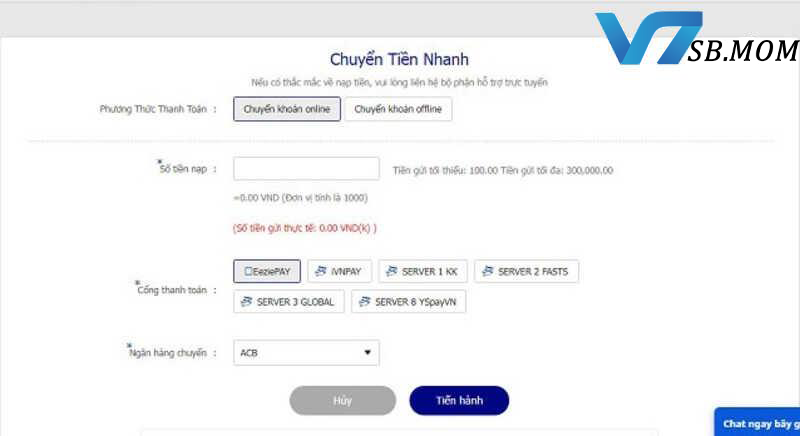 V7SB.MOM
Chuyển Tiền Nhanh
Nếu có thắc mắc về nạp tiền, vui lòng liên hệ bộ phận hỗ trợ trực tuyến
Phương Thức Thanh Toán : Chuyển khoản online Chuyển khoản offline
*Số tiền nạp : Tiền gửi tối thiểu: 100.00 Tiền gửi tối đa: 300,000.00
=0.00 VND (Đơn vị tính là 1000)
(Số tiền gửi thực tế: 0.00 VND(k) )
EeziePAY iVNPAY SERVER 1 KK SERVER 2 FASTS
*Cổng thanh toán :
SERVER 3 GLOBAL SERVER 8 YSpayVN
*Ngân hàng chuyển : ACB
Hủy Tiến hành
Chat ngay bây g